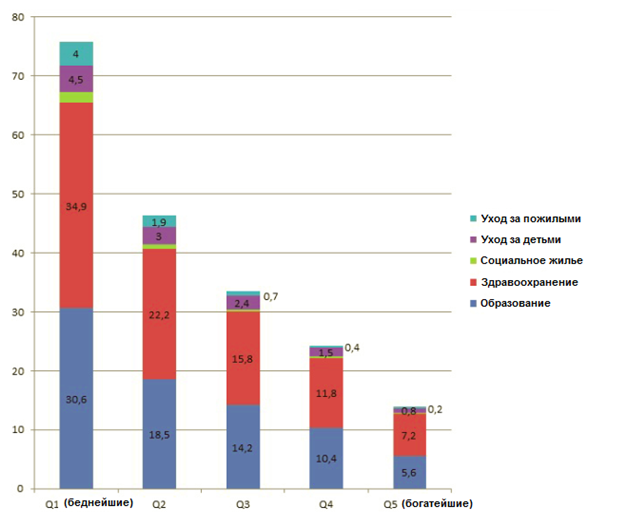 80
70
60
50
40
30
20
10
0
4
4,5
34,9
30,6
1,9
3
22,2
18,5
0,7
2,4
15,8
14,2
0,4
1,5
11,8
10,4
0,2
0,8
7,2
5,6
Q1 (беднейшие)
Q2
Q3
Q4
Q5 (богатейшие)
Уход за пожилыми
Уход за детьми
Социальное жилье
Здравоохранение
Образование